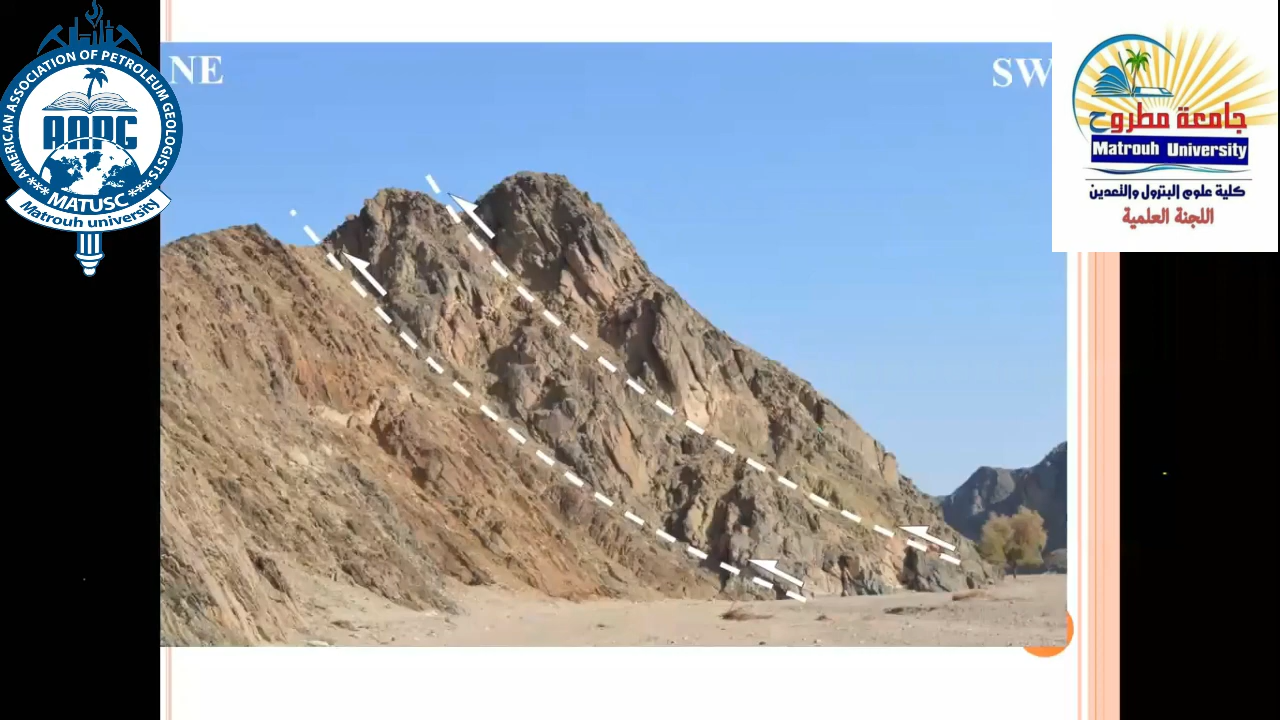 AMERICAN ASSOCIATION OF PETROLEUM GEOLOGISTS
AAPG
MATUSC
Matrouh university
NE
SW
جامعة مطروح
Matrouh University
كلية علوم البترول والتعدين
اللجنة العلمية